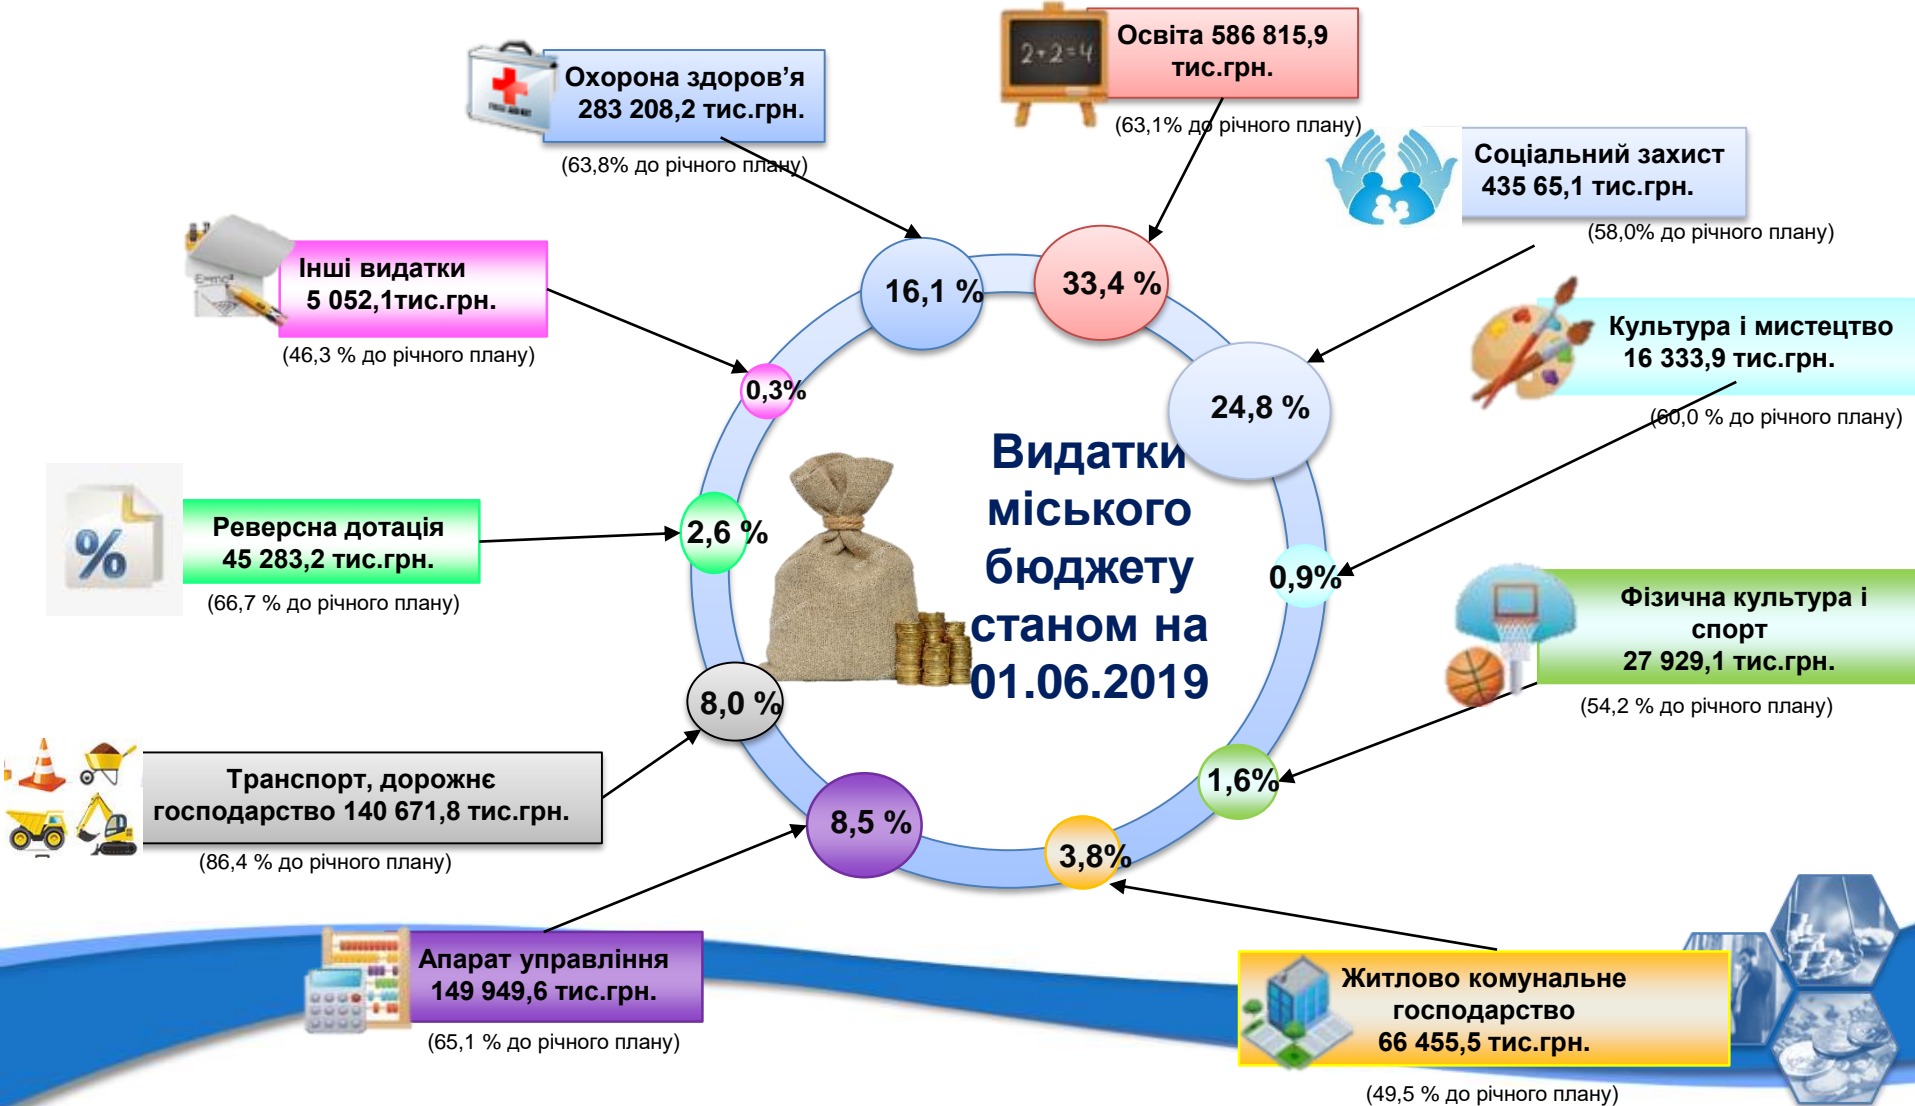 Освіта 586 815,9
тис.грн.
(63,1% до річного плану)
2+2=4
Охорона здоров’я
283 208,2 тис.грн.
(63,8% до річного плану)
Соціальний захист
435 65,1 тис.грн.
(58,0% до річного плану)
Інші видатки
5 052,1тис.грн.
(46,3 % до річного плану)
Культура і мистецтво
16 333,9 тис.грн.
(60,0 % до річного плану)
16,1 %
33,4 %
24,8 %
0,3%
2,6 %
0,9%
8,0 %
1,6%
8,5 %
3,8%
Видатки
міського
бюджету
станом на
01.06.2019
%
Реверсна дотація
45 283,2 тис.грн.
(66,7 % до річного плану)
Фізична культура і
спорт
27 929,1 тис.грн.
(54,2 % до річного плану)
Транспорт, дорожнє
господарство 140 671,8 тис.грн.
(86,4 % до річного плану)
Апарат управління
149 949,6 тис.грн.
(65,1 % до річного плану)
Житлово комунальне
господарство
66 455,5 тис.грн.
(49,5 % до річного плану)